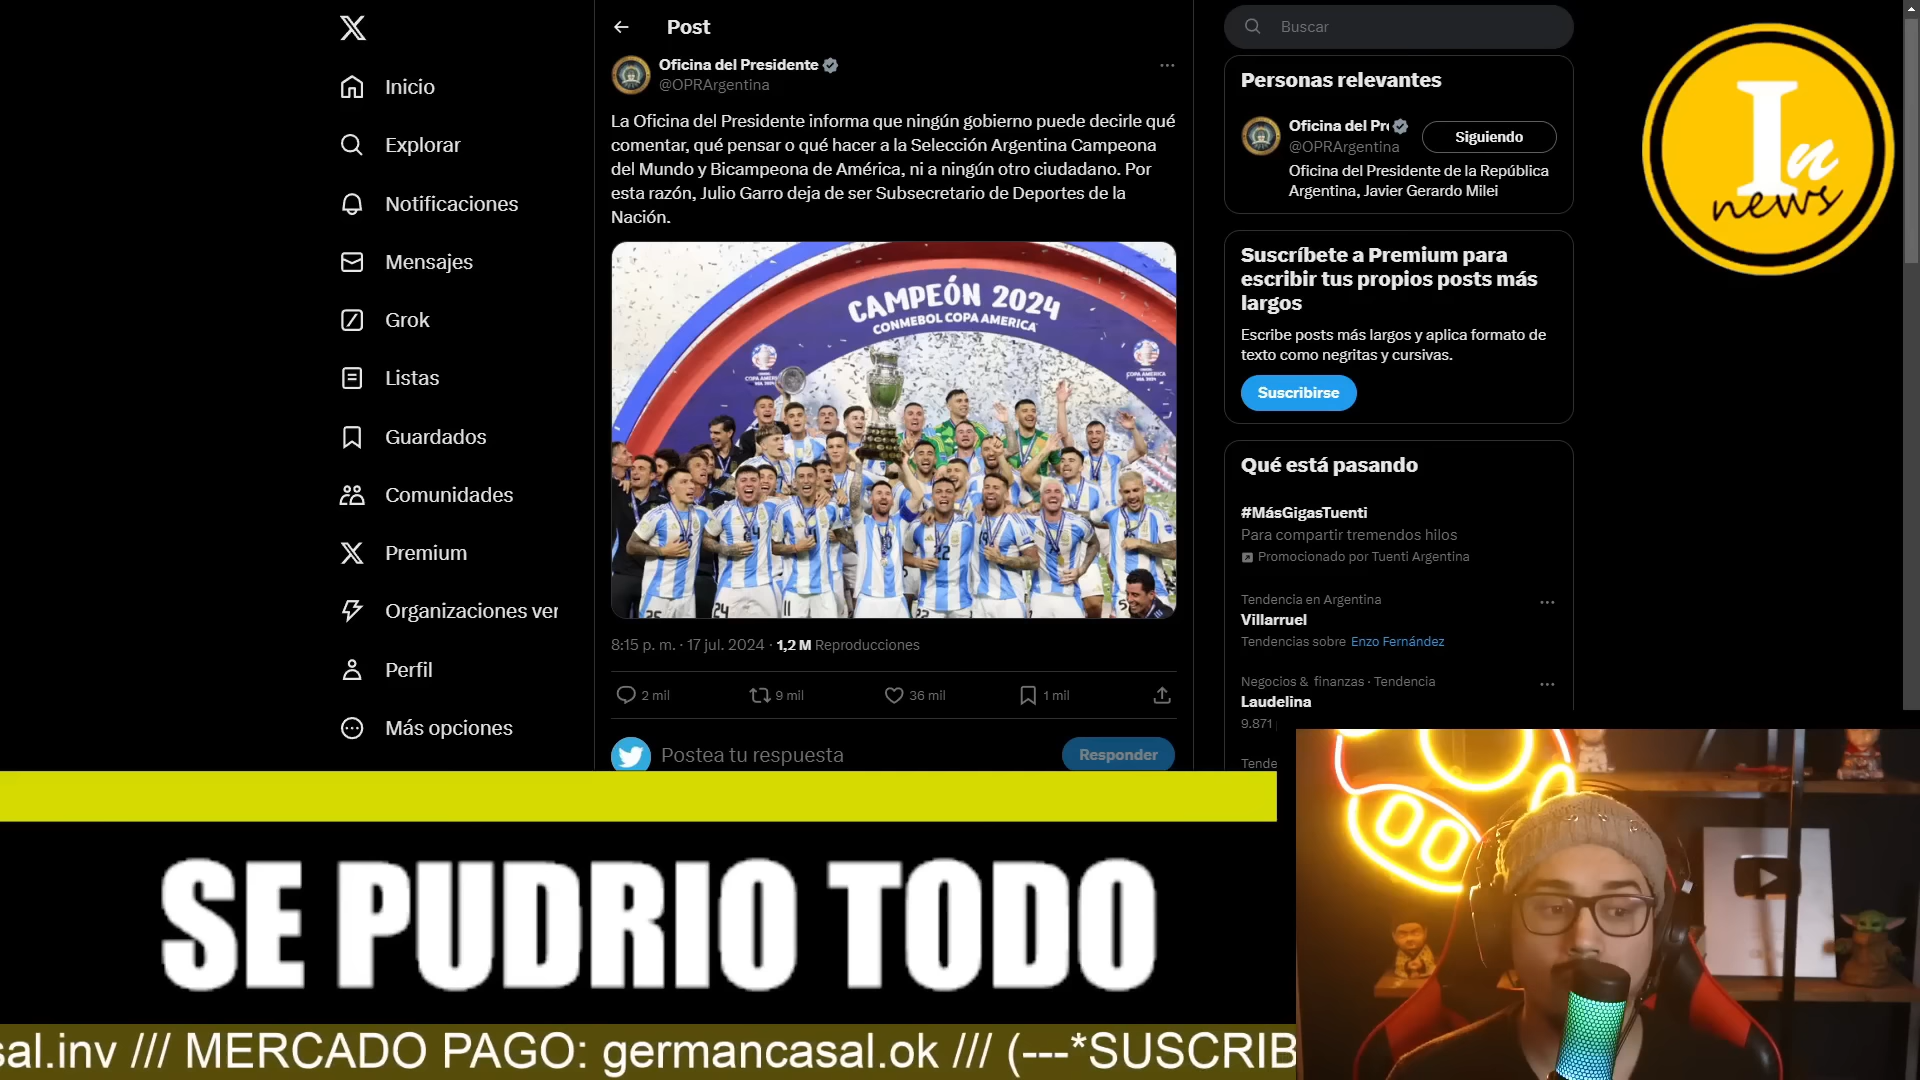 Inicio
Explorar
Notificaciones
Mensajes
Grok
Listas
Guardados
Comunidades
Premium
Organizaciones ver
Perfil
Más opciones
Post
Oficina del Presidente
@OPRArgentina
La Oficina del Presidente informa que ningún gobierno puede decirle qué
comentar, qué pensar o qué hacer a la Selección Argentina Campeona
del Mundo y Bicampeona de América, ni a ningún otro ciudadano. Por
esta razón, Julio Garro deja de ser Subsecretario de Deportes de la
Nación.
CAMPEÓN 2024
CONMEBOL COPA AMERICA
24
11
22
8:15 p. m. · 17 jul. 2024 · 1,2 M Reproducciones
2 mil
9 mil
36 mil
1 mil
Postea tu respuesta
Responder
Buscar
Personas relevantes
Oficina del Pr
@OPRArgentina
Siguiendo
Oficina del Presidente de la República
Argentina, Javier Gerardo Milei
Suscríbete a Premium para
escribir tus propios posts más
largos
Escribe posts más largos y aplica formato de
texto como negritas y cursivas.
Suscribirse
Qué está pasando
#MásGigasTuenti
Para compartir tremendos hilos
Promocionado por Tuenti Argentina
Tendencia en Argentina
Villarruel
Tendencias sobre Enzo Fernández
Negocios & finanzas · Tendencia
Laudelina
9.871
Tende
In
news
SE PUDRIO TODO
sal.inv /// MERCADO PAGO: germancasal.ok /// (---*SUSCRIB